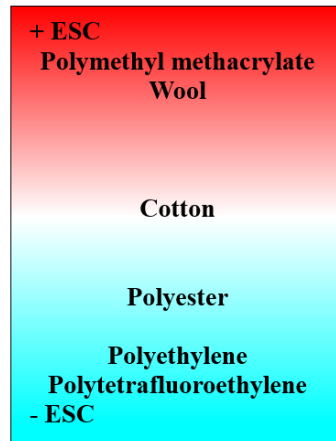 + ESC
Polymethyl methacrylate
Wool
Cotton
Polyester
Polyethylene
Polytetrafluoroethylene
- ESC